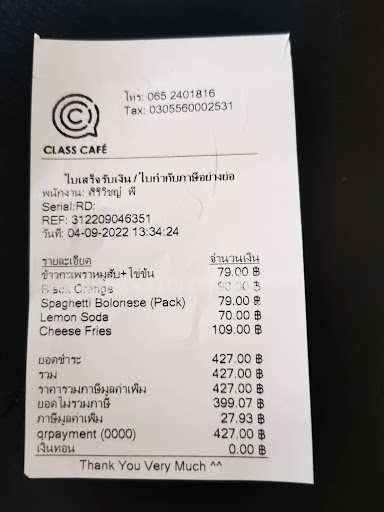 โทร: 065 2401816
Tax: 0305560002531
CLASS CAFÉ
ใบเสร็จรับเงิน / ใบกำกับภาษีอย่างย่อ
พนักงาน: ศิริวิชญ์ พี
Serial:RD:
REF: 312209046351
วันที่: 04-09-2022 13:34:24
รายละเอียด จำนวนเงิน
ข้าวกะเพราหมูสับ+ไข่ข้น 79.00 ฿
Black Orange 90.00 ฿
Spaghetti Bolonese (Pack) 79.00 ฿
Lemon Soda 70.00 ฿
Cheese Fries 109.00 ฿
ยอดชำระ 427.00 ฿
รวม 427.00 ฿
ราคารวมภาษีมูลค่าเพิ่ม 427.00 ฿
ยอดไม่รวมภาษี 399.07 ฿
ภาษีมูลค่าเพิ่ม 27.93 ฿
qrpayment (0000) 427.00 ฿
เงินทอน 0.00 ฿
Thank You Very Much ^^